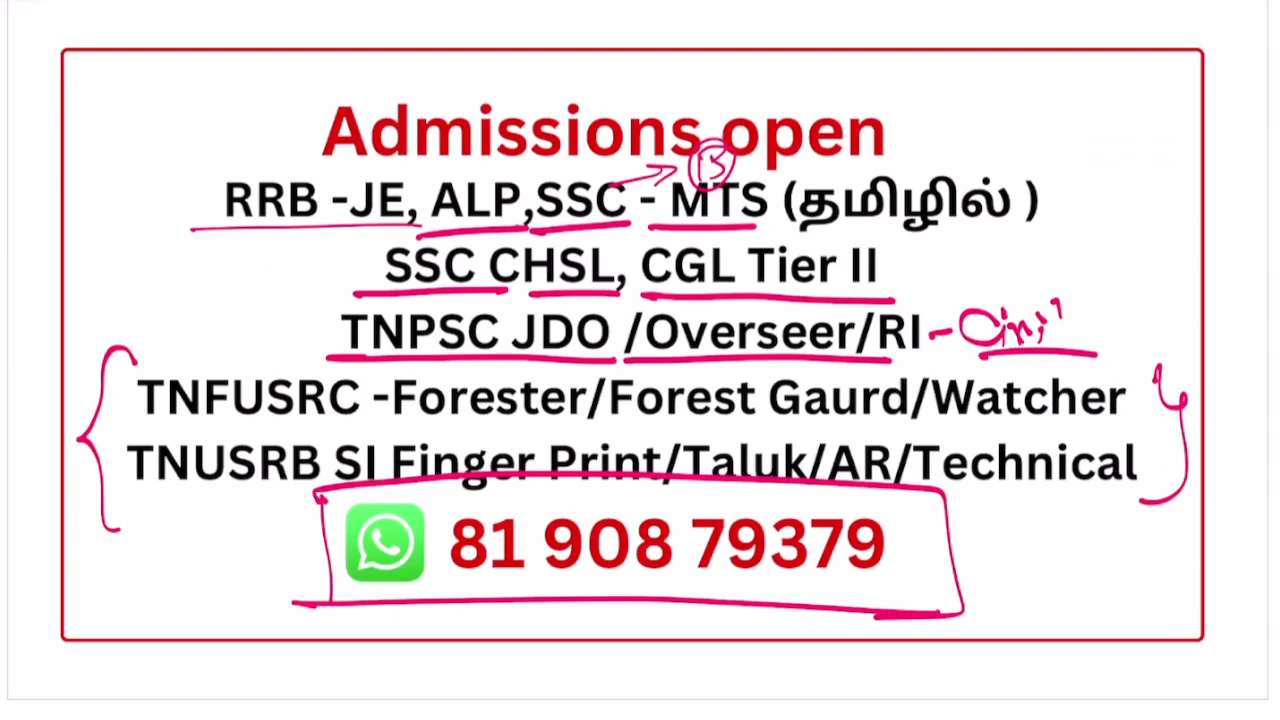 Admissions open
RRB -JE, ALP,SSC - MTS (தமிழில் )
SSC CHSL, CGL Tier II
TNPSC JDO /Overseer/RI
TNFUSRC -Forester/Forest Gaurd/Watcher
TNUSRB SI Finger Print/Taluk/AR/Technical
81 908 79379